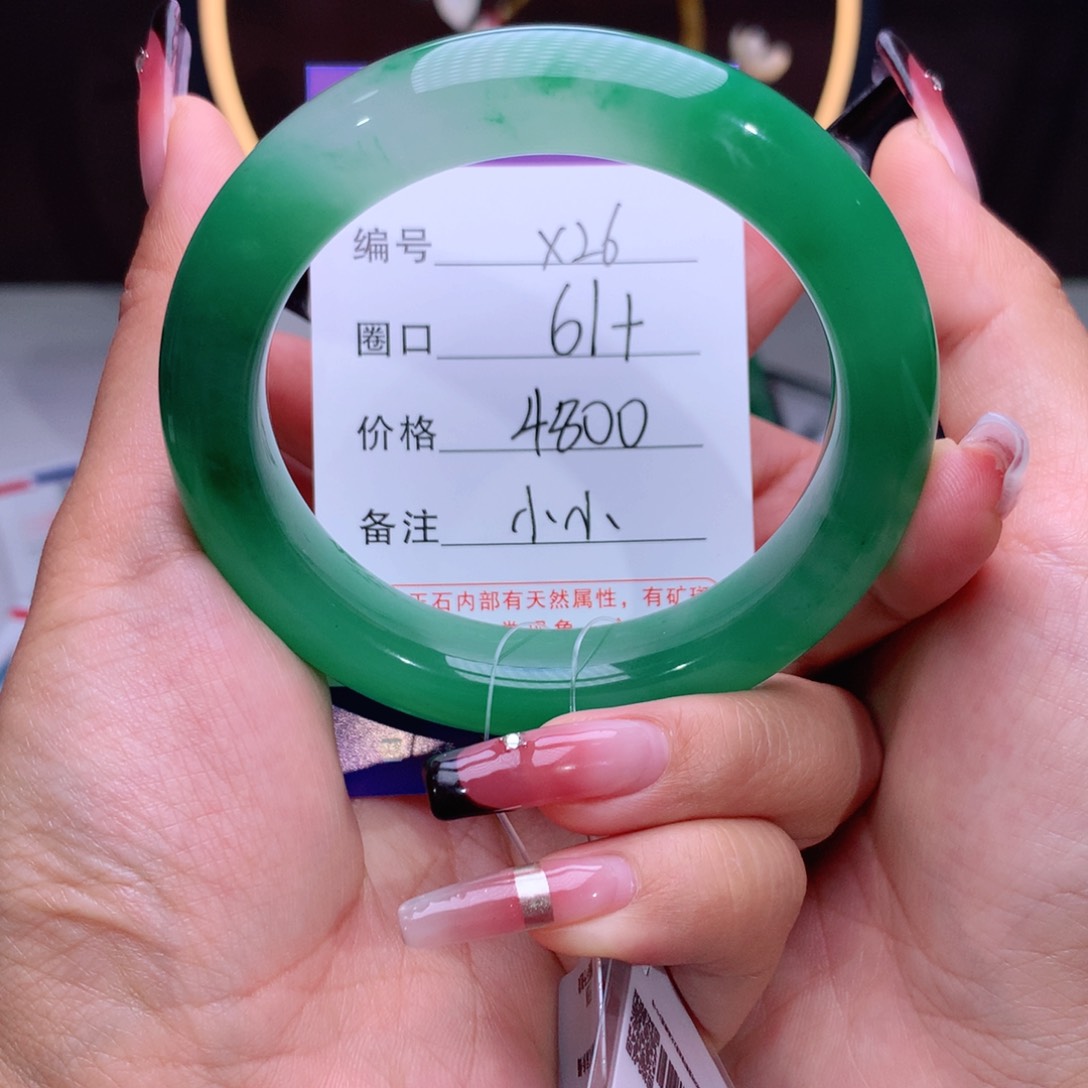 编号 X26
圈口 61+
价格 4800
备注 小小
石内部有天然属性，有矿